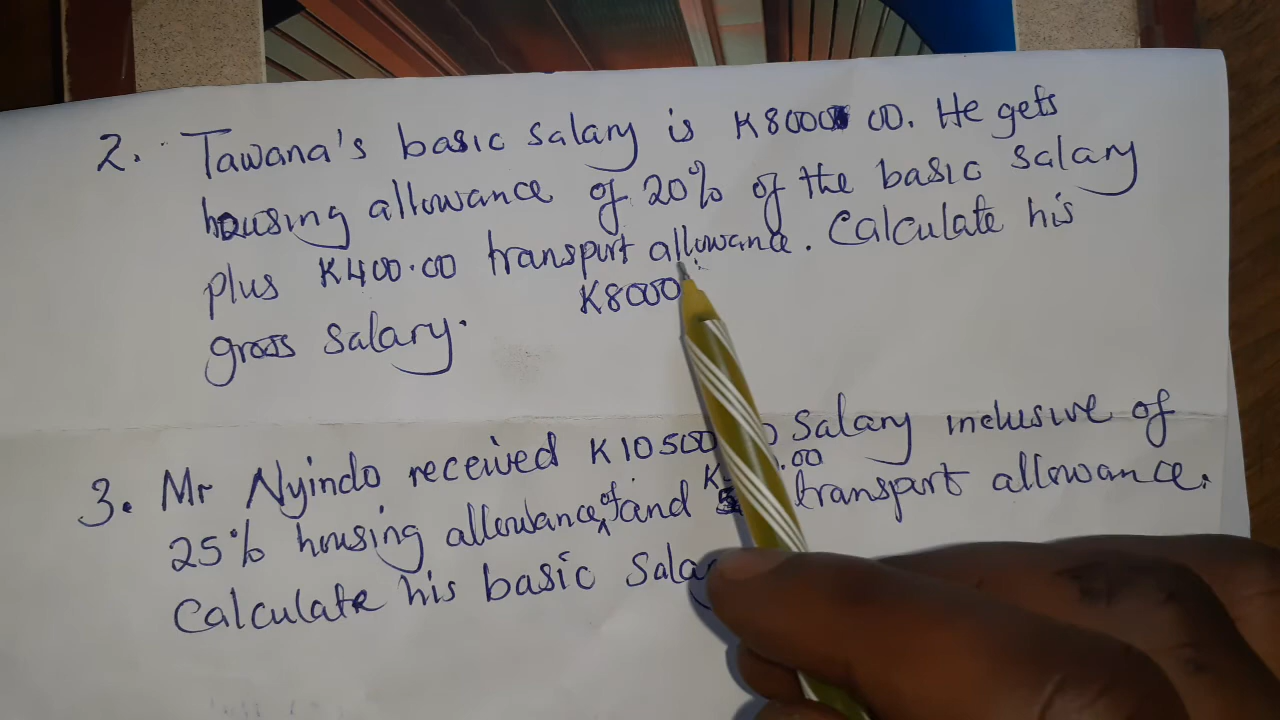 2. Tawana's basic salary is K8000 00. He gets
housing allowance of 20% of the basic salary
plus K400.00 transport allowance. Calculate his
K8000
gross salary.
3. Mr Nyindo received K10500 salary inclusive of
25% housing allowance, of and K .00 transport allowance.
Calculate his basic